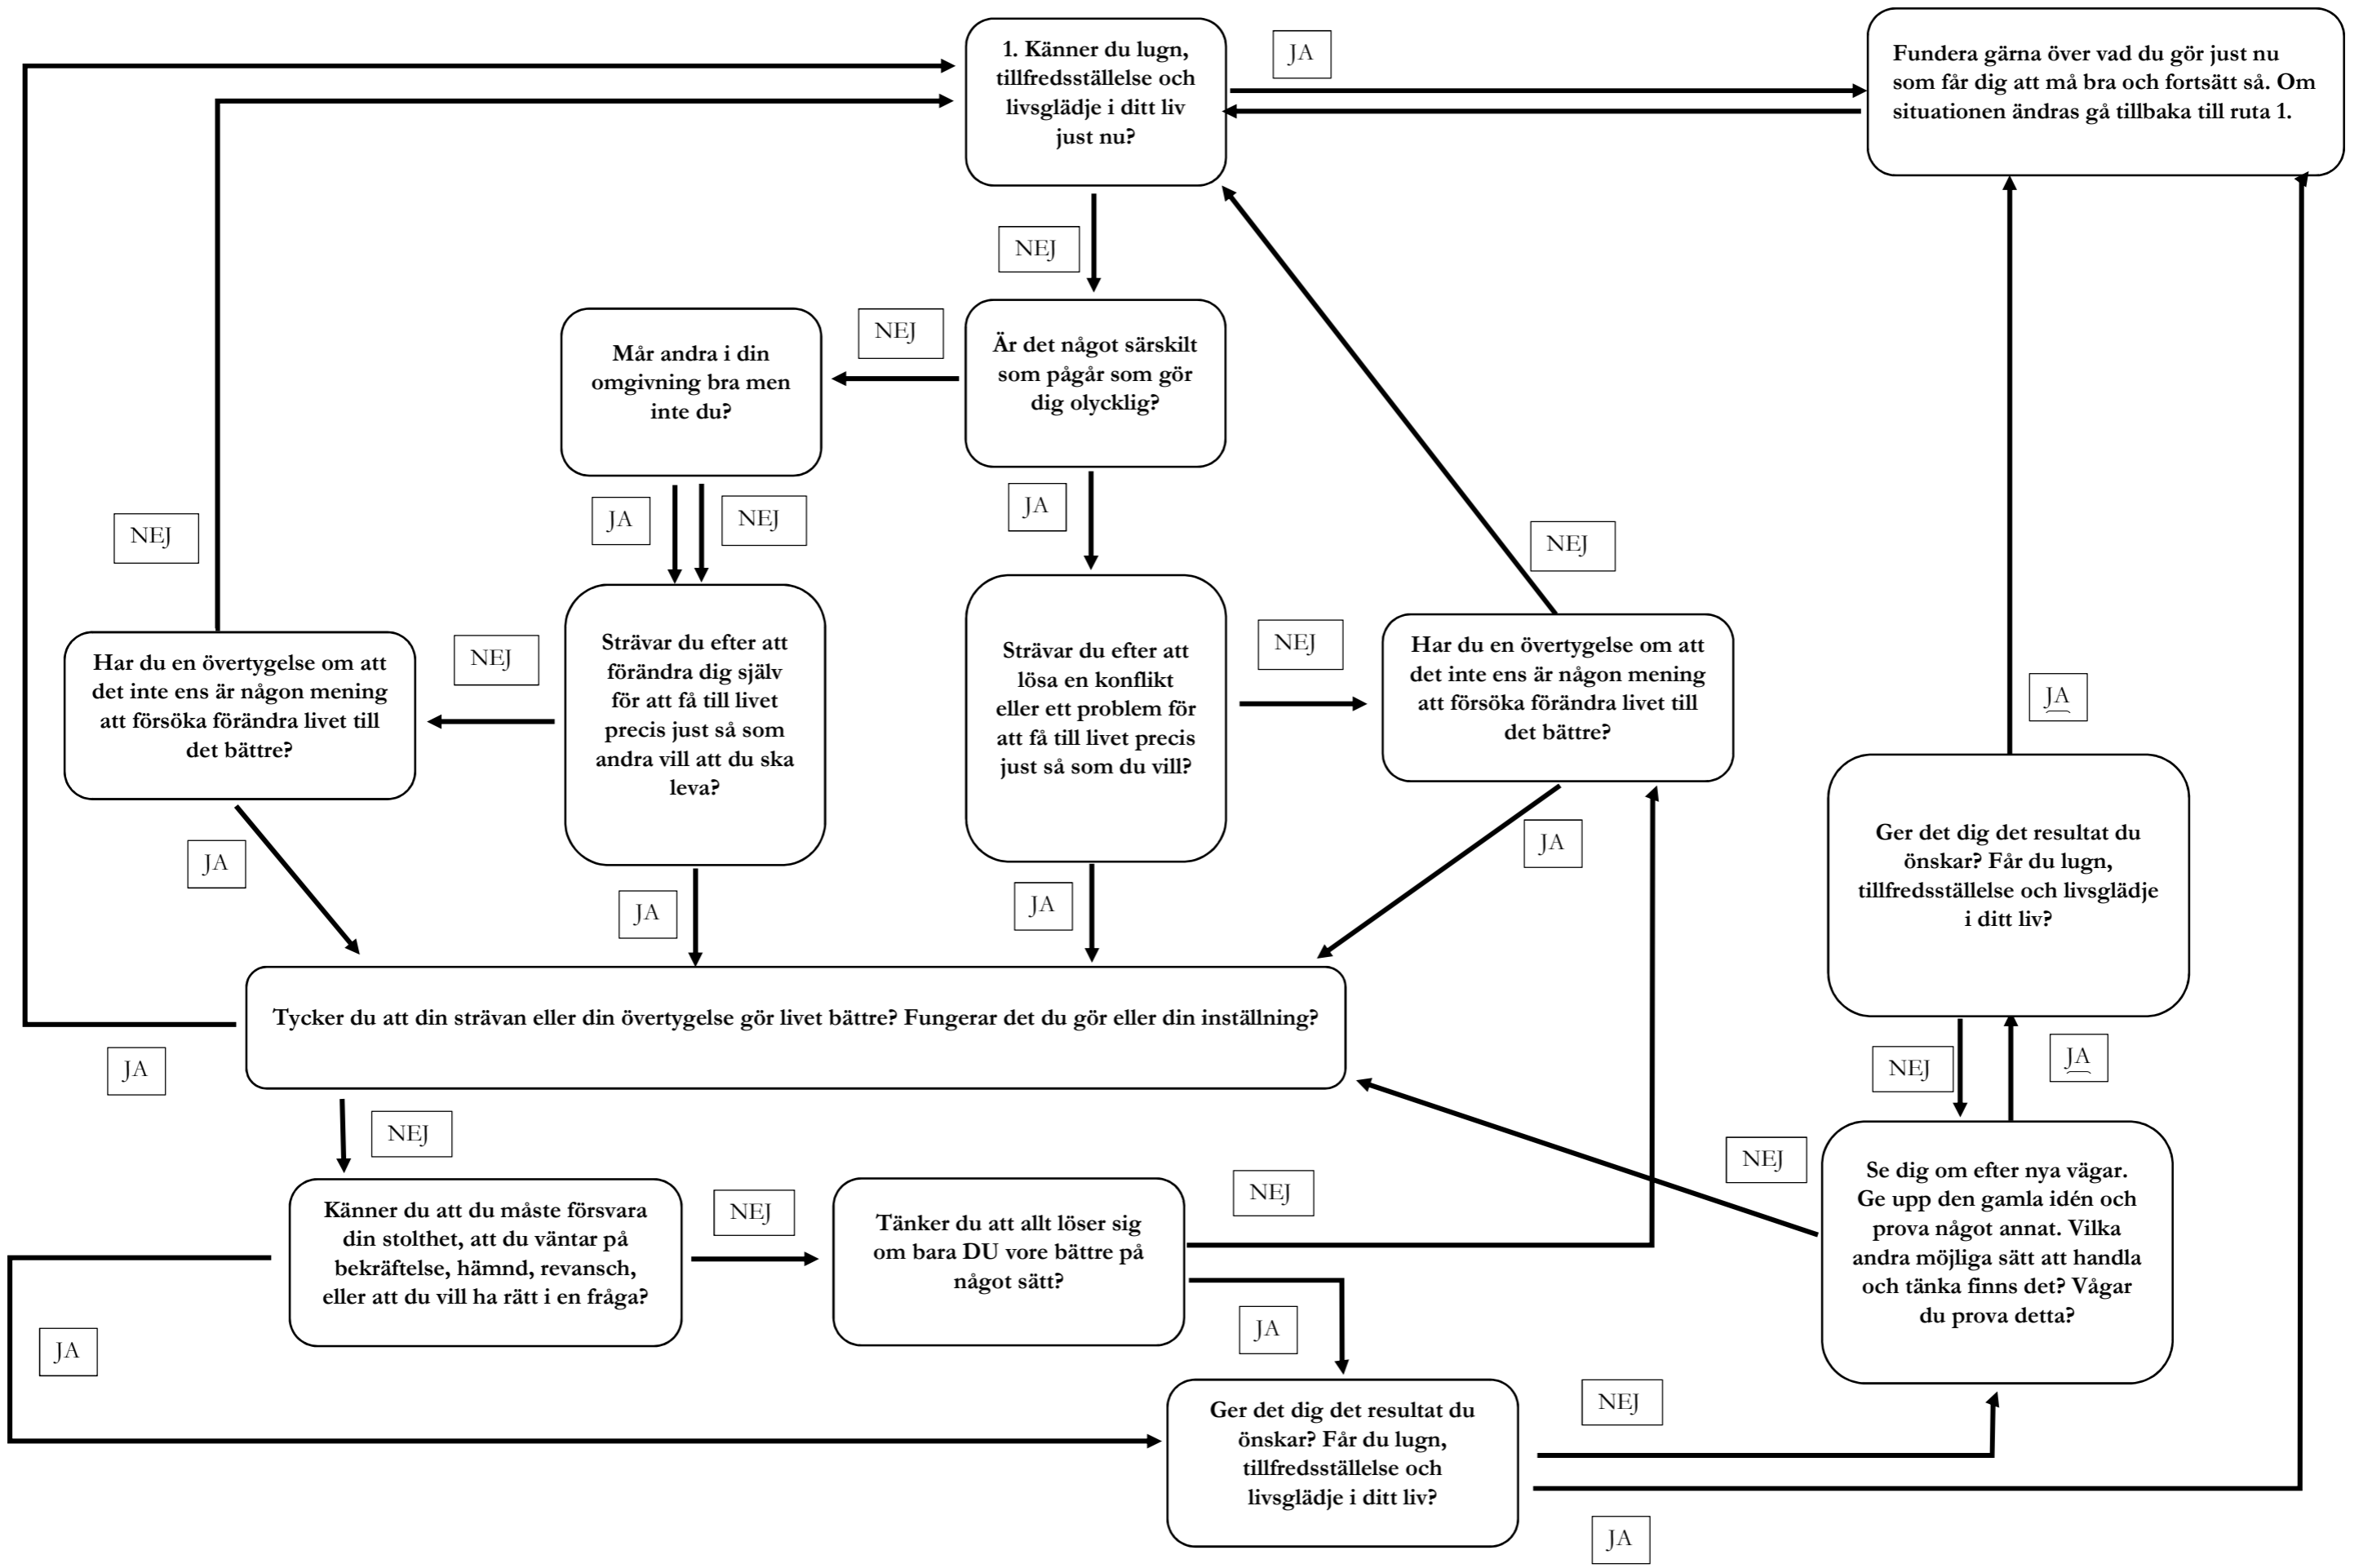 1. Känner du lugn,
tillfredsställelse och
livsglädje i ditt liv
just nu?
JA
Fundera gärna över vad du gör just nu
som får dig att må bra och fortsätt så. Om
situationen ändras gå tillbaka till ruta 1.
NEJ
Mår andra i din
omgivning bra men
inte du?
NEJ
Är det något särskilt
som pågår som gör
dig olycklig?
JA
NEJ
JA
NEJ
NEJ
Har du en övertygelse om att
det inte ens är någon mening
att försöka förändra livet till
det bättre?
NEJ
Strävar du efter att
förändra dig själv
för att få till livet
precis just så som
andra vill att du ska
leva?
Strävar du efter att
lösa en konflikt
eller ett problem för
att få till livet precis
just så som du vill?
NEJ
Har du en övertygelse om att
det inte ens är någon mening
att försöka förändra livet till
det bättre?
JA
Ger det dig det resultat du
önskar? Får du lugn,
tillfredsställelse och livsglädje
i ditt liv?
JA
JA
JA
JA
Tycker du att din strävan eller din övertygelse gör livet bättre? Fungerar det du gör eller din inställning?
JA
NEJ
JA
NEJ
Känner du att du måste försvara
din stolthet, att du väntar på
bekräftelse, hämnd, revansch,
eller att du vill ha rätt i en fråga?
NEJ
Tänker du att allt löser sig
om bara DU vore bättre på
något sätt?
NEJ
NEJ
Se dig om efter nya vägar.
Ge upp den gamla idén och
prova något annat. Vilka
andra möjliga sätt att handla
och tänka finns det? Vågar
du prova detta?
JA
JA
Ger det dig det resultat du
önskar? Får du lugn,
tillfredsställelse och
livsglädje i ditt liv?
NEJ
JA